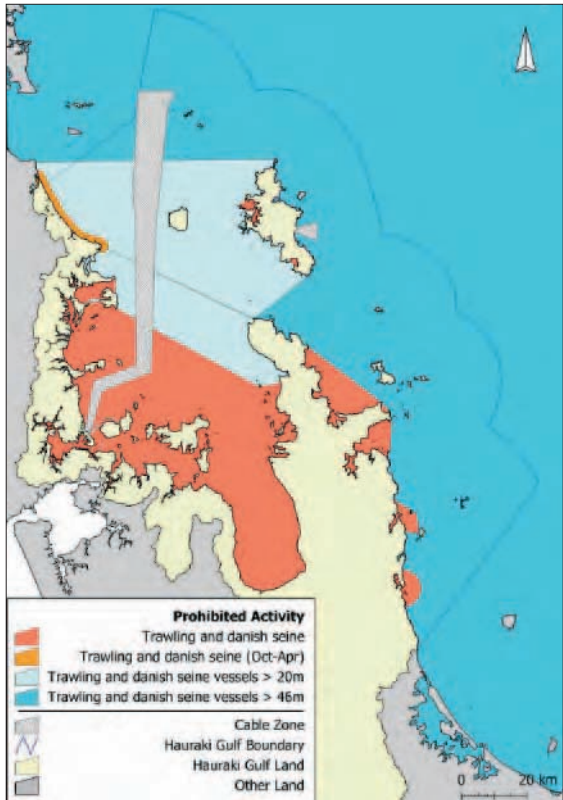 Prohibited Activity
Trawling and danish seine
Trawling and danish seine (Oct-Apr)
Trawling and danish seine vessels > 20m
Trawling and danish seine vessels > 46m
Cable Zone
Hauraki Gulf Boundary
Hauraki Gulf Land
Other Land
0 20 km